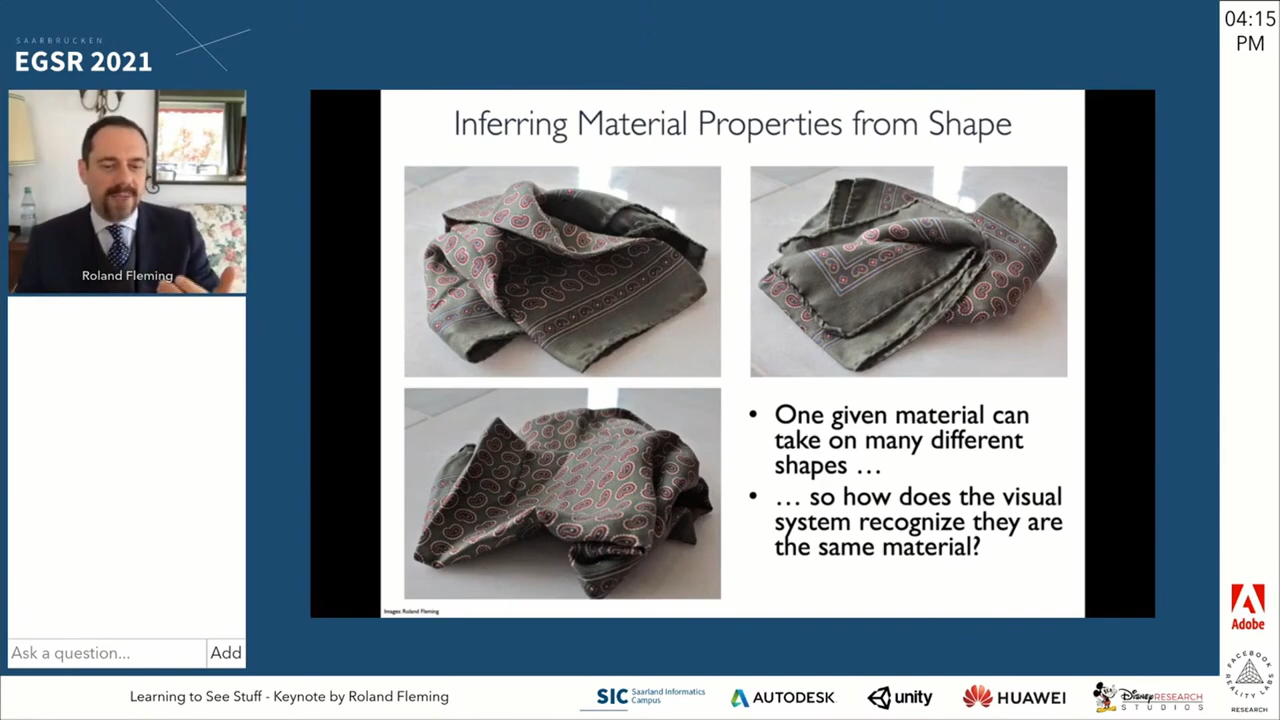 SAARBRÜCKEN
EGSR 2021
04:15
PM
Roland Fleming
Inferring Material Properties from Shape
• One given material can
take on many different
shapes …
• … so how does the visual
system recognize they are
the same material?
Images: Roland Fleming
Ask a question...
Add
Adobe
FACEBOOK
REALITY LABS
RESEARCH
Learning to See Stuff - Keynote by Roland Fleming
SIC Saarland Informatics
Campus
AUTODESK
unity
HUAWEI
Disney RESEARCH
STUDIOS